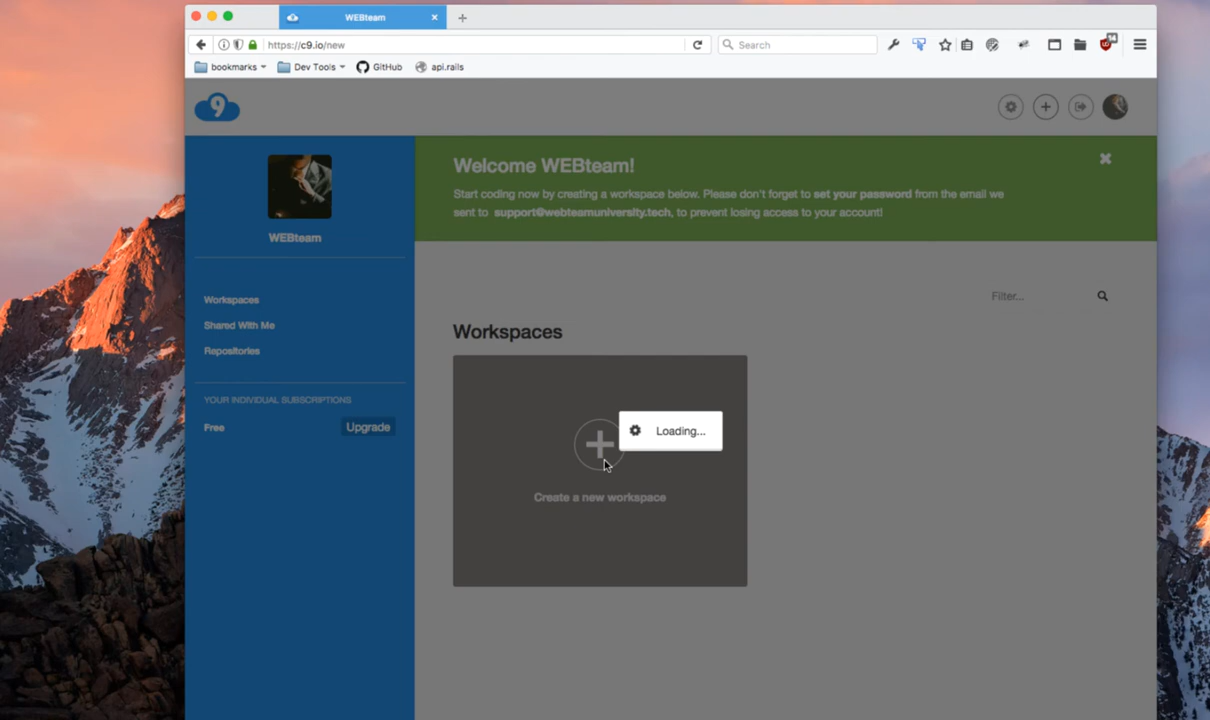 WEBteam
https://c9.io/new
Search
bookmarks
Dev Tools
GitHub
api.rails
9
WEBteam
Workspaces
Shared With Me
Repositories
YOUR INDIVIDUAL SUBSCRIPTIONS
Free
Upgrade
Welcome WEBteam!
Start coding now by creating a workspace below. Please don't forget to set your password from the email we
sent to support@webteamuniversity.tech, to prevent losing access to your account!
Filter...
Workspaces
Loading...
Create a new workspace